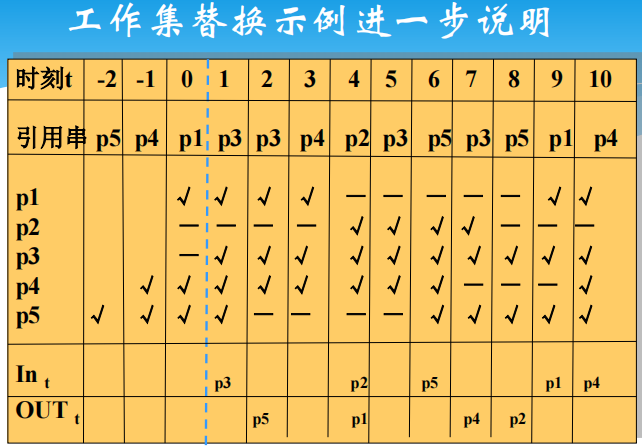 工作集替换示例进一步说明
时刻t -2 -1 0 1 2 3 4 5 6 7 8 9 10
引用串 p5 p4 p1 p3 p3 p4 p2 p3 p5 p3 p5 p1 p4
p1 √ √ √ √ — — — — — √ √
p2 — — — — √ √ √ √ — — —
p3 — √ √ √ √ √ √ √ √ √ √
p4 √ √ √ √ √ √ √ √ — — — √
p5 √ √ √ √ — — — — √ √ √ √ √
In t p3 p2 p5 p1 p4
OUT t p5 p1 p4 p2